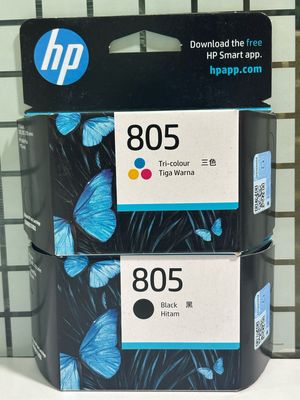 hp
Download the free
HP Smart app.
hpapp.com
805
Tri-colour 三色
Tiga Warna
805
Black 黑
Hitam